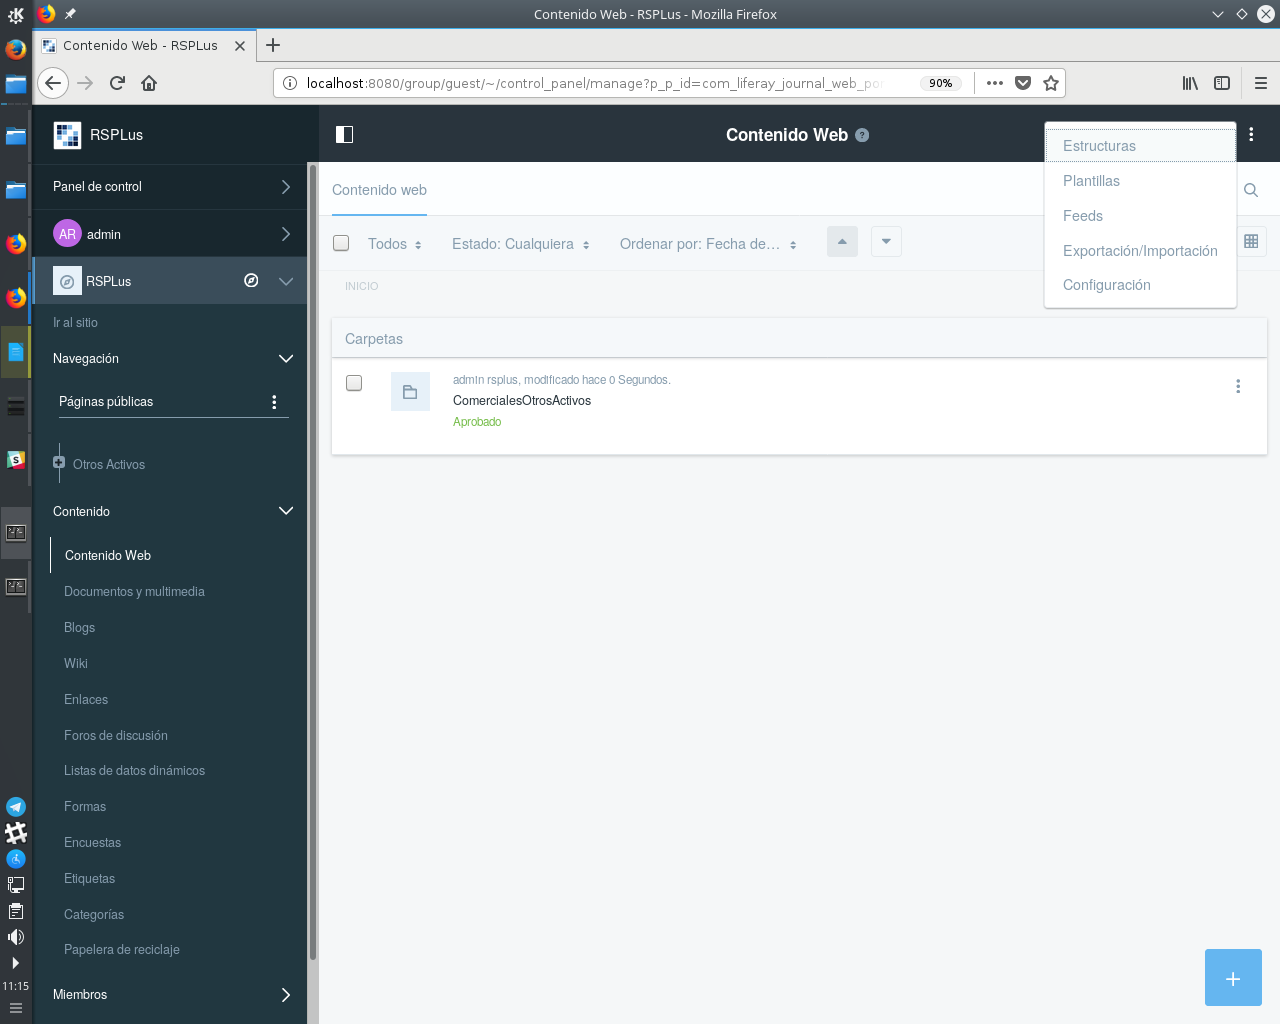 Contenido Web - RSPLus - Mozilla Firefox
Contenido Web - RSPLus
localhost:8080/group/guest/~/control_panel/manage?p_p_id=com_liferay_journal_web_po
90%
RSPLus
Contenido Web
Panel de control
AR admin
RSPLus
Ir al sitio
Navegación
Páginas públicas
Otros Activos
Contenido
Contenido Web
Documentos y multimedia
Blogs
Wiki
Enlaces
Foros de discusión
Listas de datos dinámicos
Formas
Encuestas
Etiquetas
Categorías
Papelera de reciclaje
Miembros
Contenido web
Todos
Estado: Cualquiera
Ordenar por: Fecha de…
INICIO
Carpetas
admin rsplus, modificado hace 0 Segundos.
ComercialesOtrosActivos
Aprobado
Estructuras
Plantillas
Feeds
Exportación/Importación
Configuración
11:15